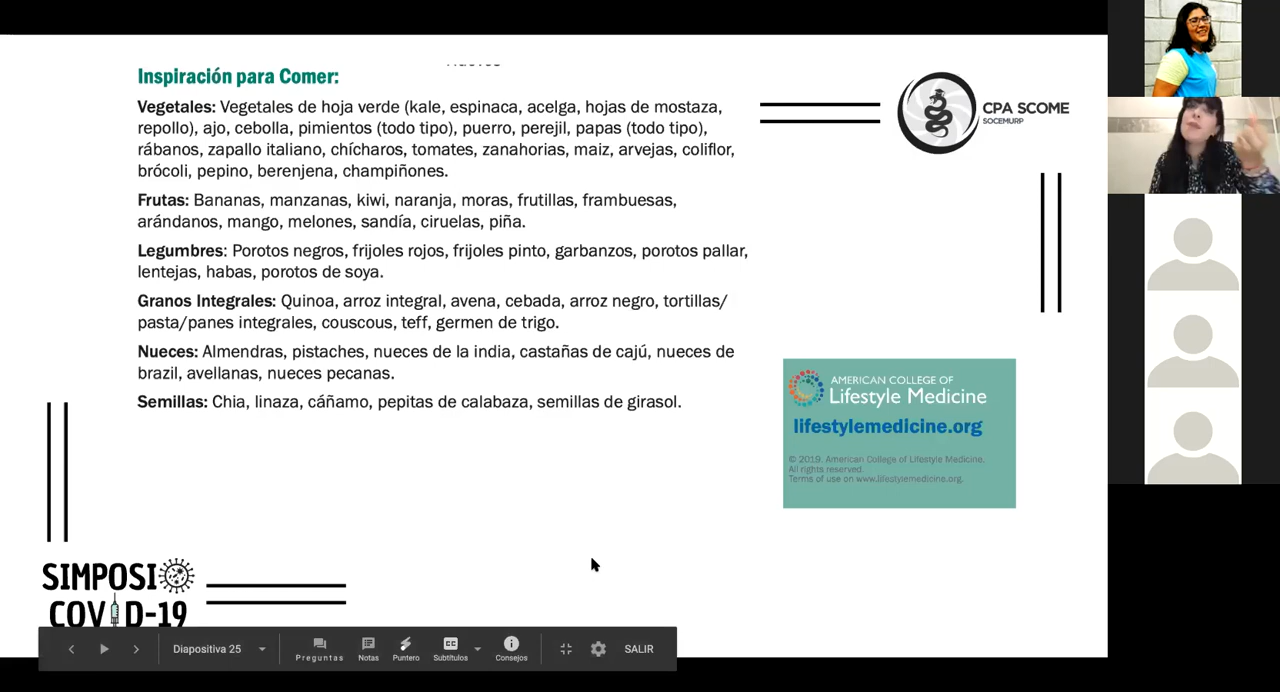 Inspiración para Comer:
Vegetales: Vegetales de hoja verde (kale, espinaca, acelga, hojas de mostaza,
repollo), ajo, cebolla, pimientos (todo tipo), puerro, perejil, papas (todo tipo),
rábanos, zapallo italiano, chícharos, tomates, zanahorias, maiz, arvejas, coliflor,
brócoli, pepino, berenjena, champiñones.
Frutas: Bananas, manzanas, kiwi, naranja, moras, frutillas, frambuesas,
arándanos, mango, melones, sandía, ciruelas, piña.
Legumbres: Porotos negros, frijoles rojos, frijoles pinto, garbanzos, porotos pallar,
lentejas, habas, porotos de soya.
Granos Integrales: Quinoa, arroz integral, avena, cebada, arroz negro, tortillas/
pasta/panes integrales, couscous, teff, germen de trigo.
Nueces: Almendras, pistaches, nueces de la india, castañas de cajú, nueces de
brazil, avellanas, nueces pecanas.
Semillas: Chia, linaza, cáñamo, pepitas de calabaza, semillas de girasol.
CPA SCOME
SOCEMURP
AMERICAN COLLEGE OF
Lifestyle Medicine
lifestylemedicine.org
© 2019. American College of Lifestyle Medicine.
All rights reserved.
Terms of use on www.lifestylemedicine.org.
SIMPOSIO
COVID-19
Diapositiva 25
Preguntas
Notas
Puntero
Subtítulos
Consejos
SALIR